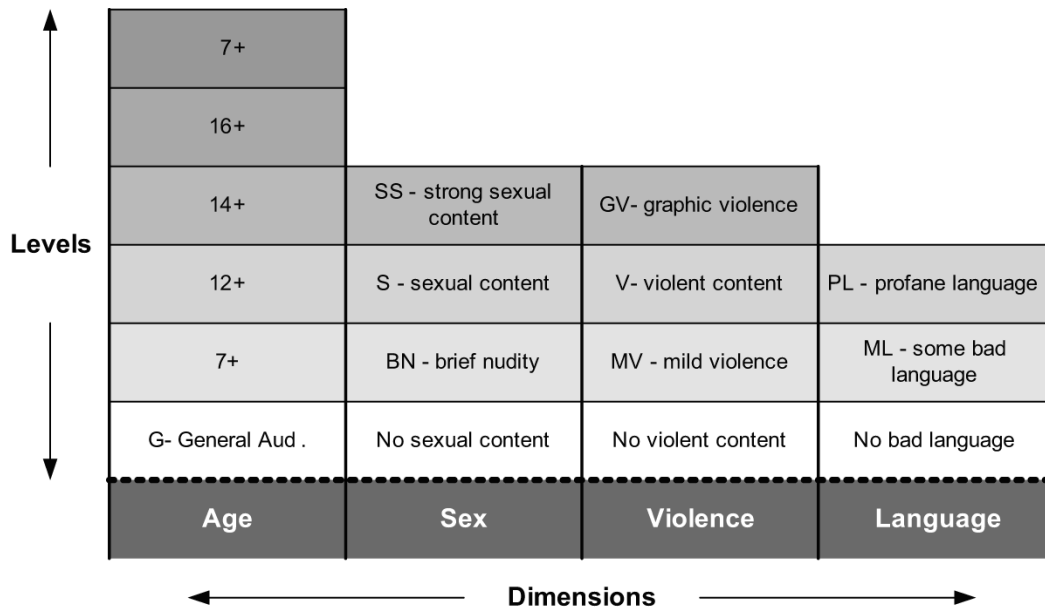 7+
16+
14+
SS - strong sexual
content
GV- graphic violence
Levels
12+
S - sexual content
V- violent content
PL - profane language
7+
BN - brief nudity
MV - mild violence
ML - some bad
language
G- General Aud .
No sexual content
No violent content
No bad language
Age
Sex
Violence
Language
Dimensions